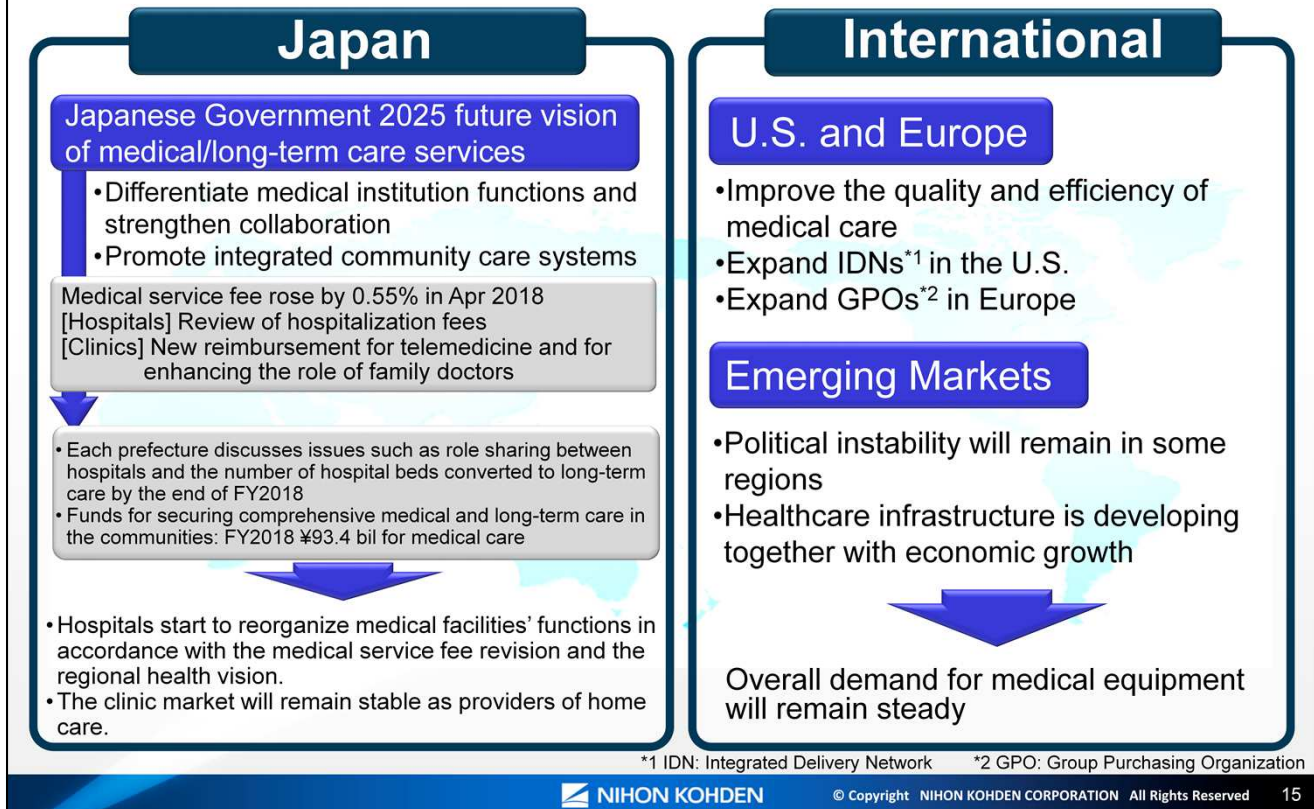 Japan
Japanese Government 2025 future vision
of medical/long-term care services
•Differentiate medical institution functions and
strengthen collaboration
•Promote integrated community care systems
Medical service fee rose by 0.55% in Apr 2018
[Hospitals] Review of hospitalization fees
[Clinics] New reimbursement for telemedicine and for
enhancing the role of family doctors
• Each prefecture discusses issues such as role sharing between
hospitals and the number of hospital beds converted to long-term
care by the end of FY2018
• Funds for securing comprehensive medical and long-term care in
the communities: FY2018 ¥93.4 bil for medical care
• Hospitals start to reorganize medical facilities' functions in
accordance with the medical service fee revision and the
regional health vision.
• The clinic market will remain stable as providers of home
care.
International
U.S. and Europe
•Improve the quality and efficiency of
medical care
•Expand IDNs*1 in the U.S.
•Expand GPOs*2 in Europe
Emerging Markets
•Political instability will remain in some
regions
•Healthcare infrastructure is developing
together with economic growth
Overall demand for medical equipment
will remain steady
*1 IDN: Integrated Delivery Network *2 GPO: Group Purchasing Organization
NIHON KOHDEN © Copyright NIHON KOHDEN CORPORATION All Rights Reserved 15